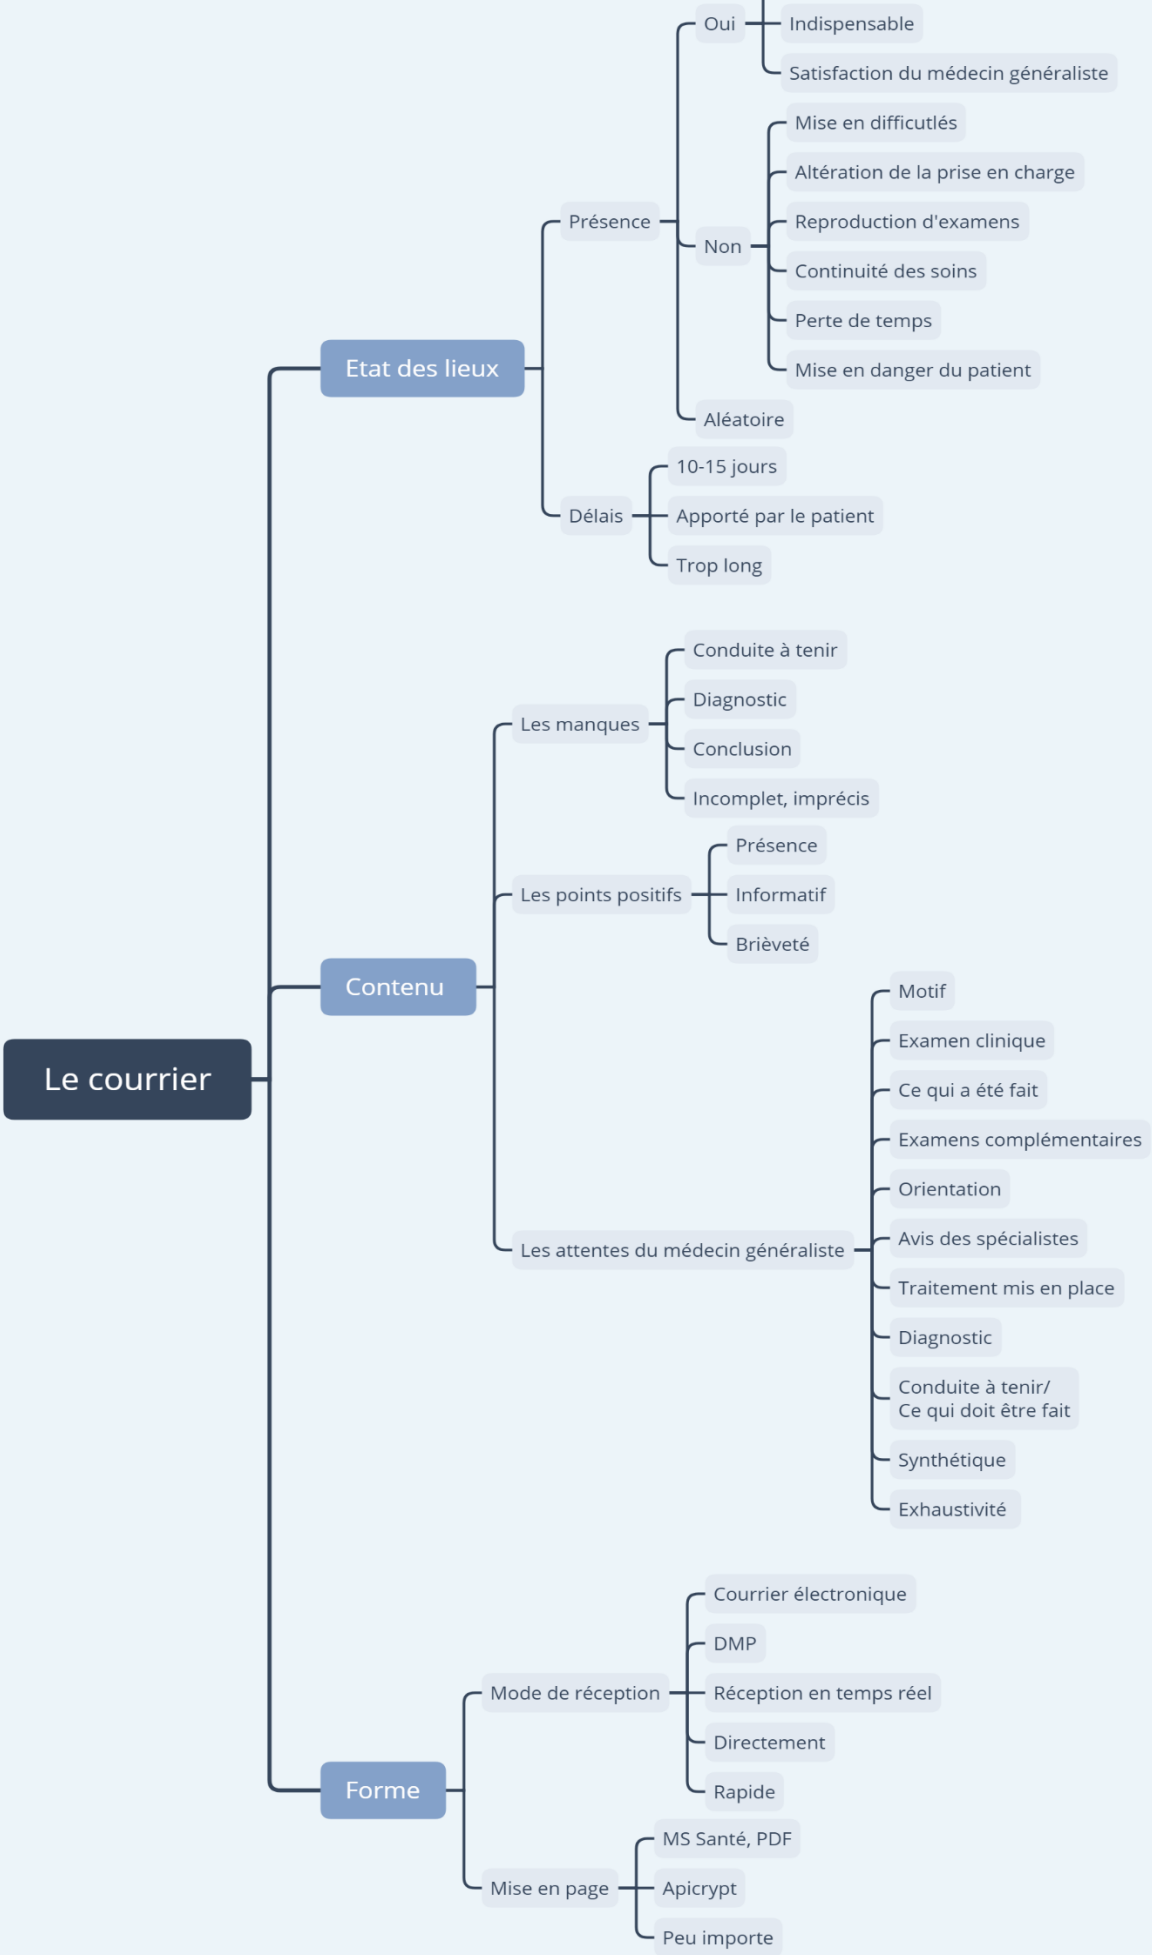 Oui
Indispensable
Satisfaction du médecin généraliste
Mise en difficutlés
Altération de la prise en charge
Présence
Reproduction d'examens
Non
Continuité des soins
Perte de temps
Etat des lieux
Mise en danger du patient
Aléatoire
10-15 jours
Délais
Apporté par le patient
Trop long
Conduite à tenir
Diagnostic
Les manques
Conclusion
Incomplet, imprécis
Présence
Les points positifs
Informatif
Brièveté
Contenu
Motif
Examen clinique
Le courrier
Ce qui a été fait
Examens complémentaires
Orientation
Avis des spécialistes
Les attentes du médecin généraliste
Traitement mis en place
Diagnostic
Conduite à tenir/
Ce qui doit être fait
Synthétique
Exhaustivité
Courrier électronique
DMP
Mode de réception
Réception en temps réel
Directement
Forme
Rapide
MS Santé, PDF
Mise en page
Apicrypt
Peu importe